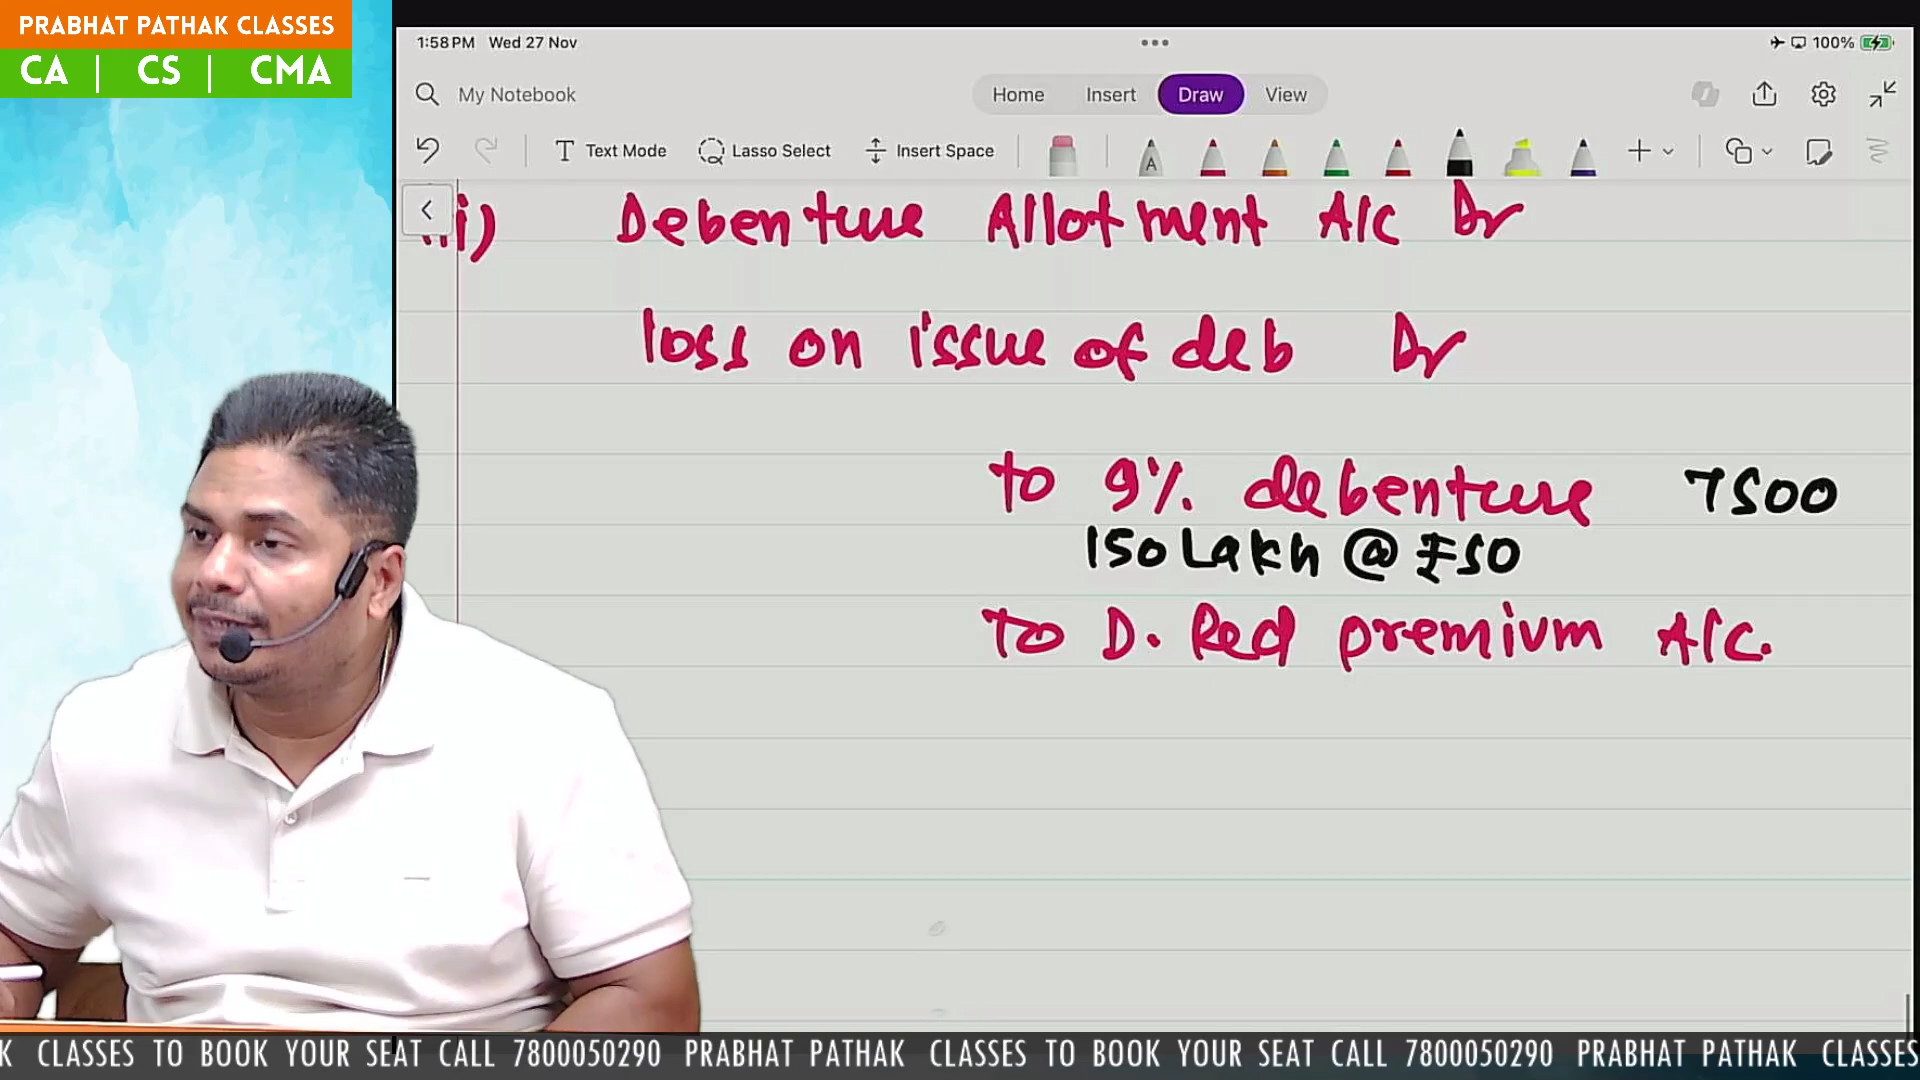 PRABHAT PATHAK CLASSES
CA | CS | CMA
1:58 PM Wed 27 Nov
100%
My Notebook
Home Insert Draw View
Text Mode Lasso Select Insert Space
A
ii) Debenture Allotment A/C Dr
loss on issue of deb Dr
to 9% debenture 7500
150 Lakh @ ₹50
to D. Red premium A/C.
K CLASSES TO BOOK YOUR SEAT CALL 7800050290 PRABHAT PATHAK CLASSES TO BOOK YOUR SEAT CALL 7800050290 PRABHAT PATHAK CLASSES